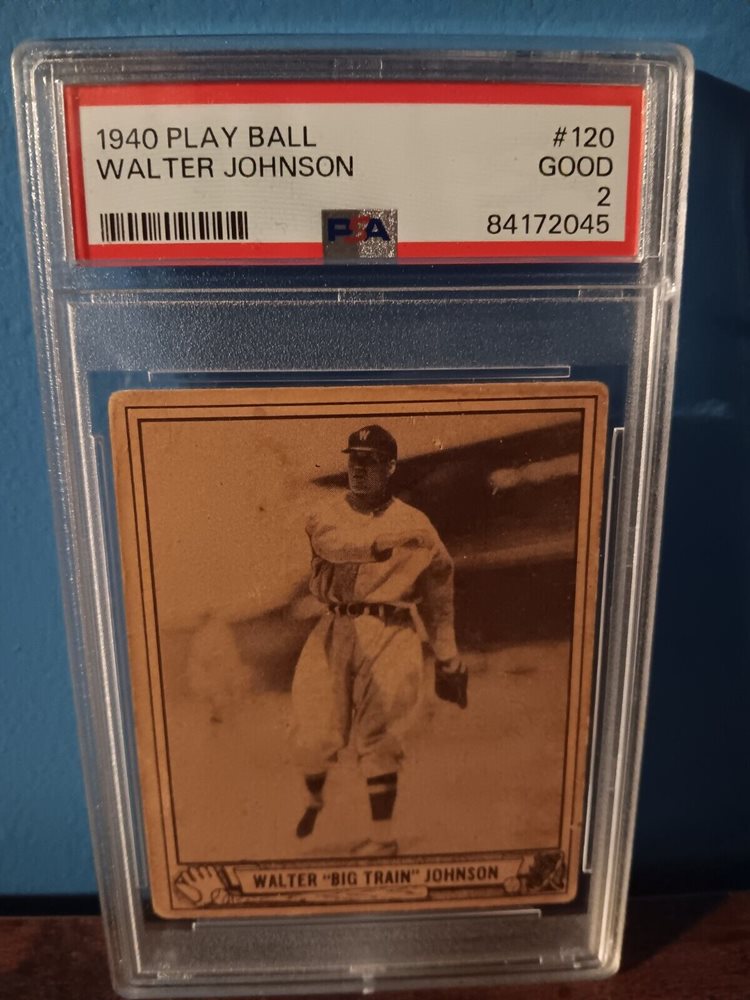 1940 PLAY BALL #120
WALTER JOHNSON GOOD
2
PSA 84172045
W
WALTER "BIG TRAIN" JOHNSON